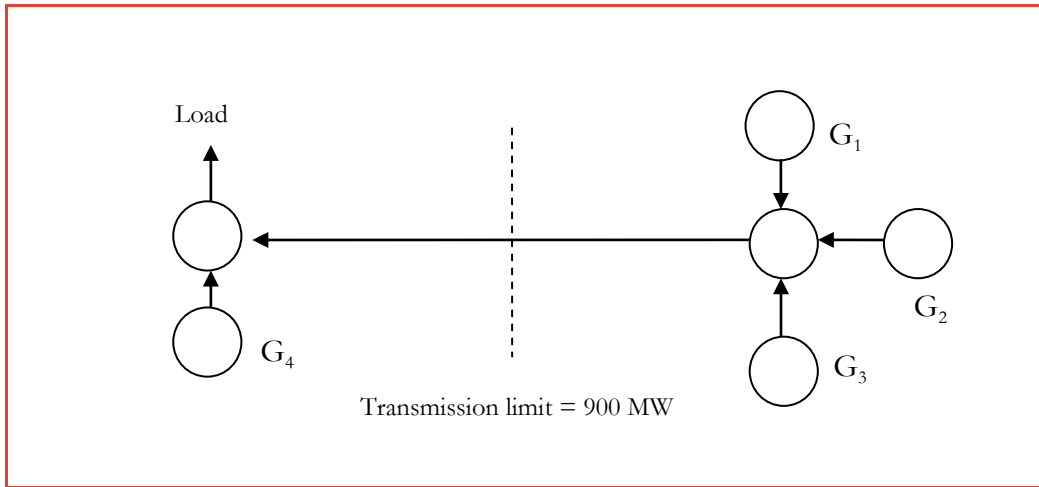 Load
G₁
G₂
G₄
G₃
Transmission limit = 900 MW